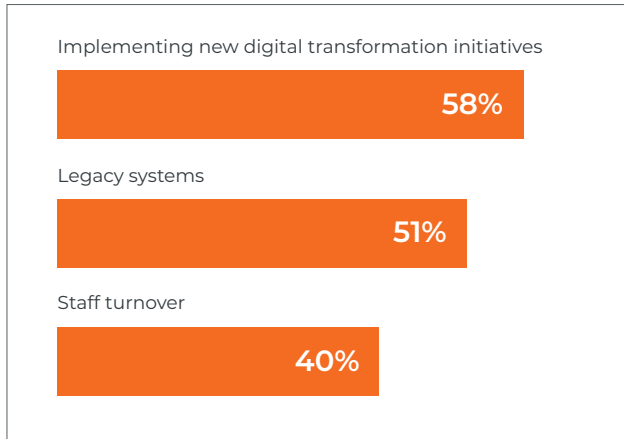 Implementing new digital transformation initiatives
58%
Legacy systems
51%
Staff turnover
40%